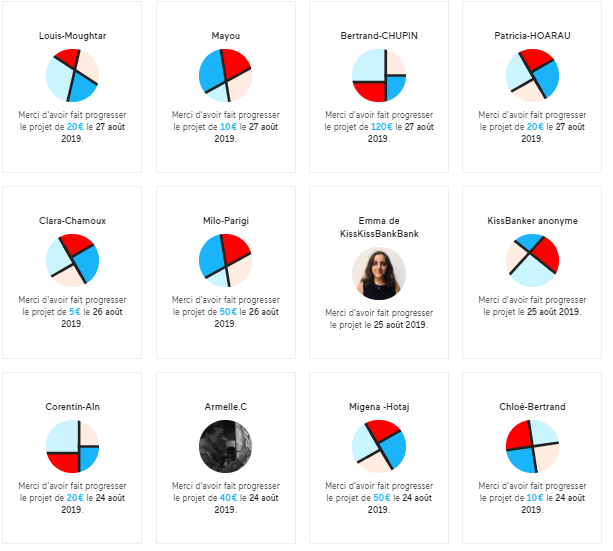 Louis-Moughtar
Merci d'avoir fait progresser
le projet de 20€ le 27 août
2019.
Mayou
Merci d'avoir fait progresser
le projet de 10€ le 27 août
2019.
Bertrand-CHUPIN
Merci d'avoir fait progresser
le projet de 120€ le 27 août
2019.
Patricia-HOARAU
Merci d'avoir fait progresser
le projet de 20€ le 27 août
2019.
Clara-Chamoux
Merci d'avoir fait progresser
le projet de 5€ le 26 août
2019.
Milo-Parigi
Merci d'avoir fait progresser
le projet de 50€ le 26 août
2019.
Emma de
KissKissBankBank
Merci d'avoir fait progresser
le projet le 25 août 2019.
KissBanker anonyme
Merci d'avoir fait progresser
le projet le 25 août 2019.
Corentin-Aln
Merci d'avoir fait progresser
le projet de 20€ le 24 août
2019.
Armelle.C
Merci d'avoir fait progresser
le projet de 40€ le 24 août
2019.
Migena -Hotaj
Merci d'avoir fait progresser
le projet de 50€ le 24 août
2019.
Chloé-Bertrand
Merci d'avoir fait progresser
le projet de 10€ le 24 août
2019.